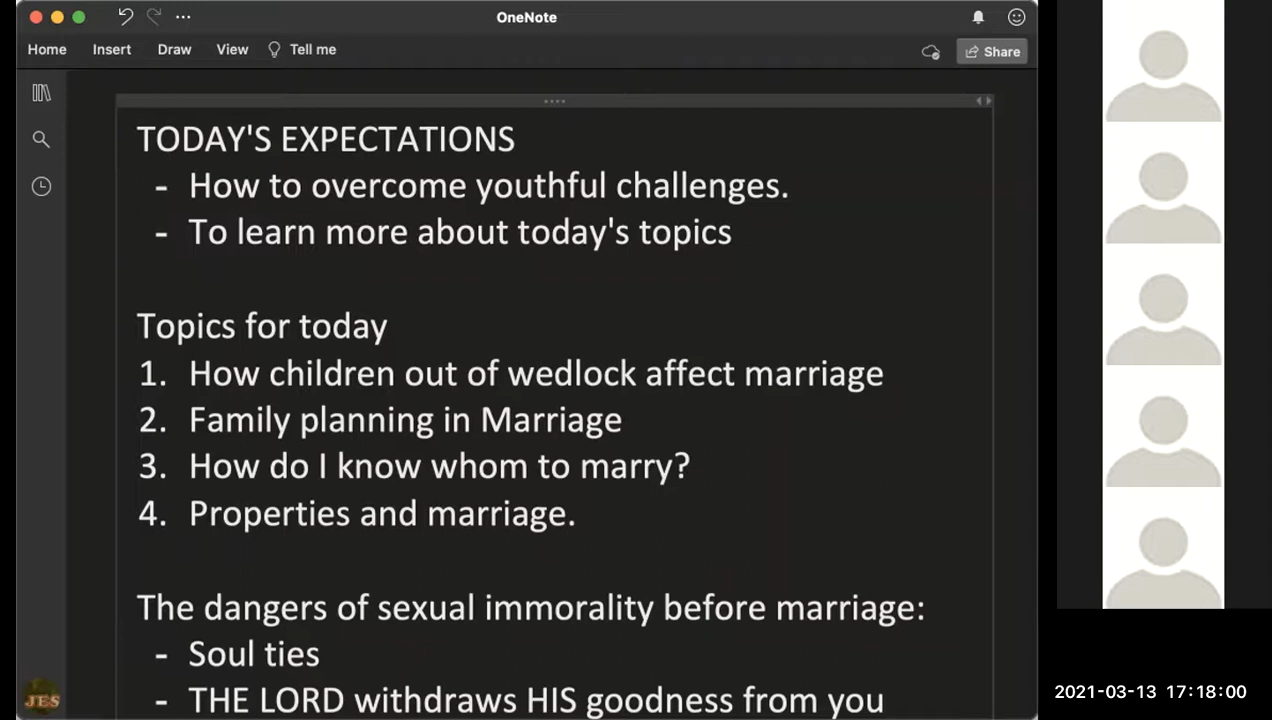 OneNote
Home Insert Draw View Tell me Share
TODAY'S EXPECTATIONS
- How to overcome youthful challenges.
- To learn more about today's topics
Topics for today
1. How children out of wedlock affect marriage
2. Family planning in Marriage
3. How do I know whom to marry?
4. Properties and marriage.
The dangers of sexual immorality before marriage:
- Soul ties
- THE LORD withdraws HIS goodness from you
JES
2021-03-13 17:18:00